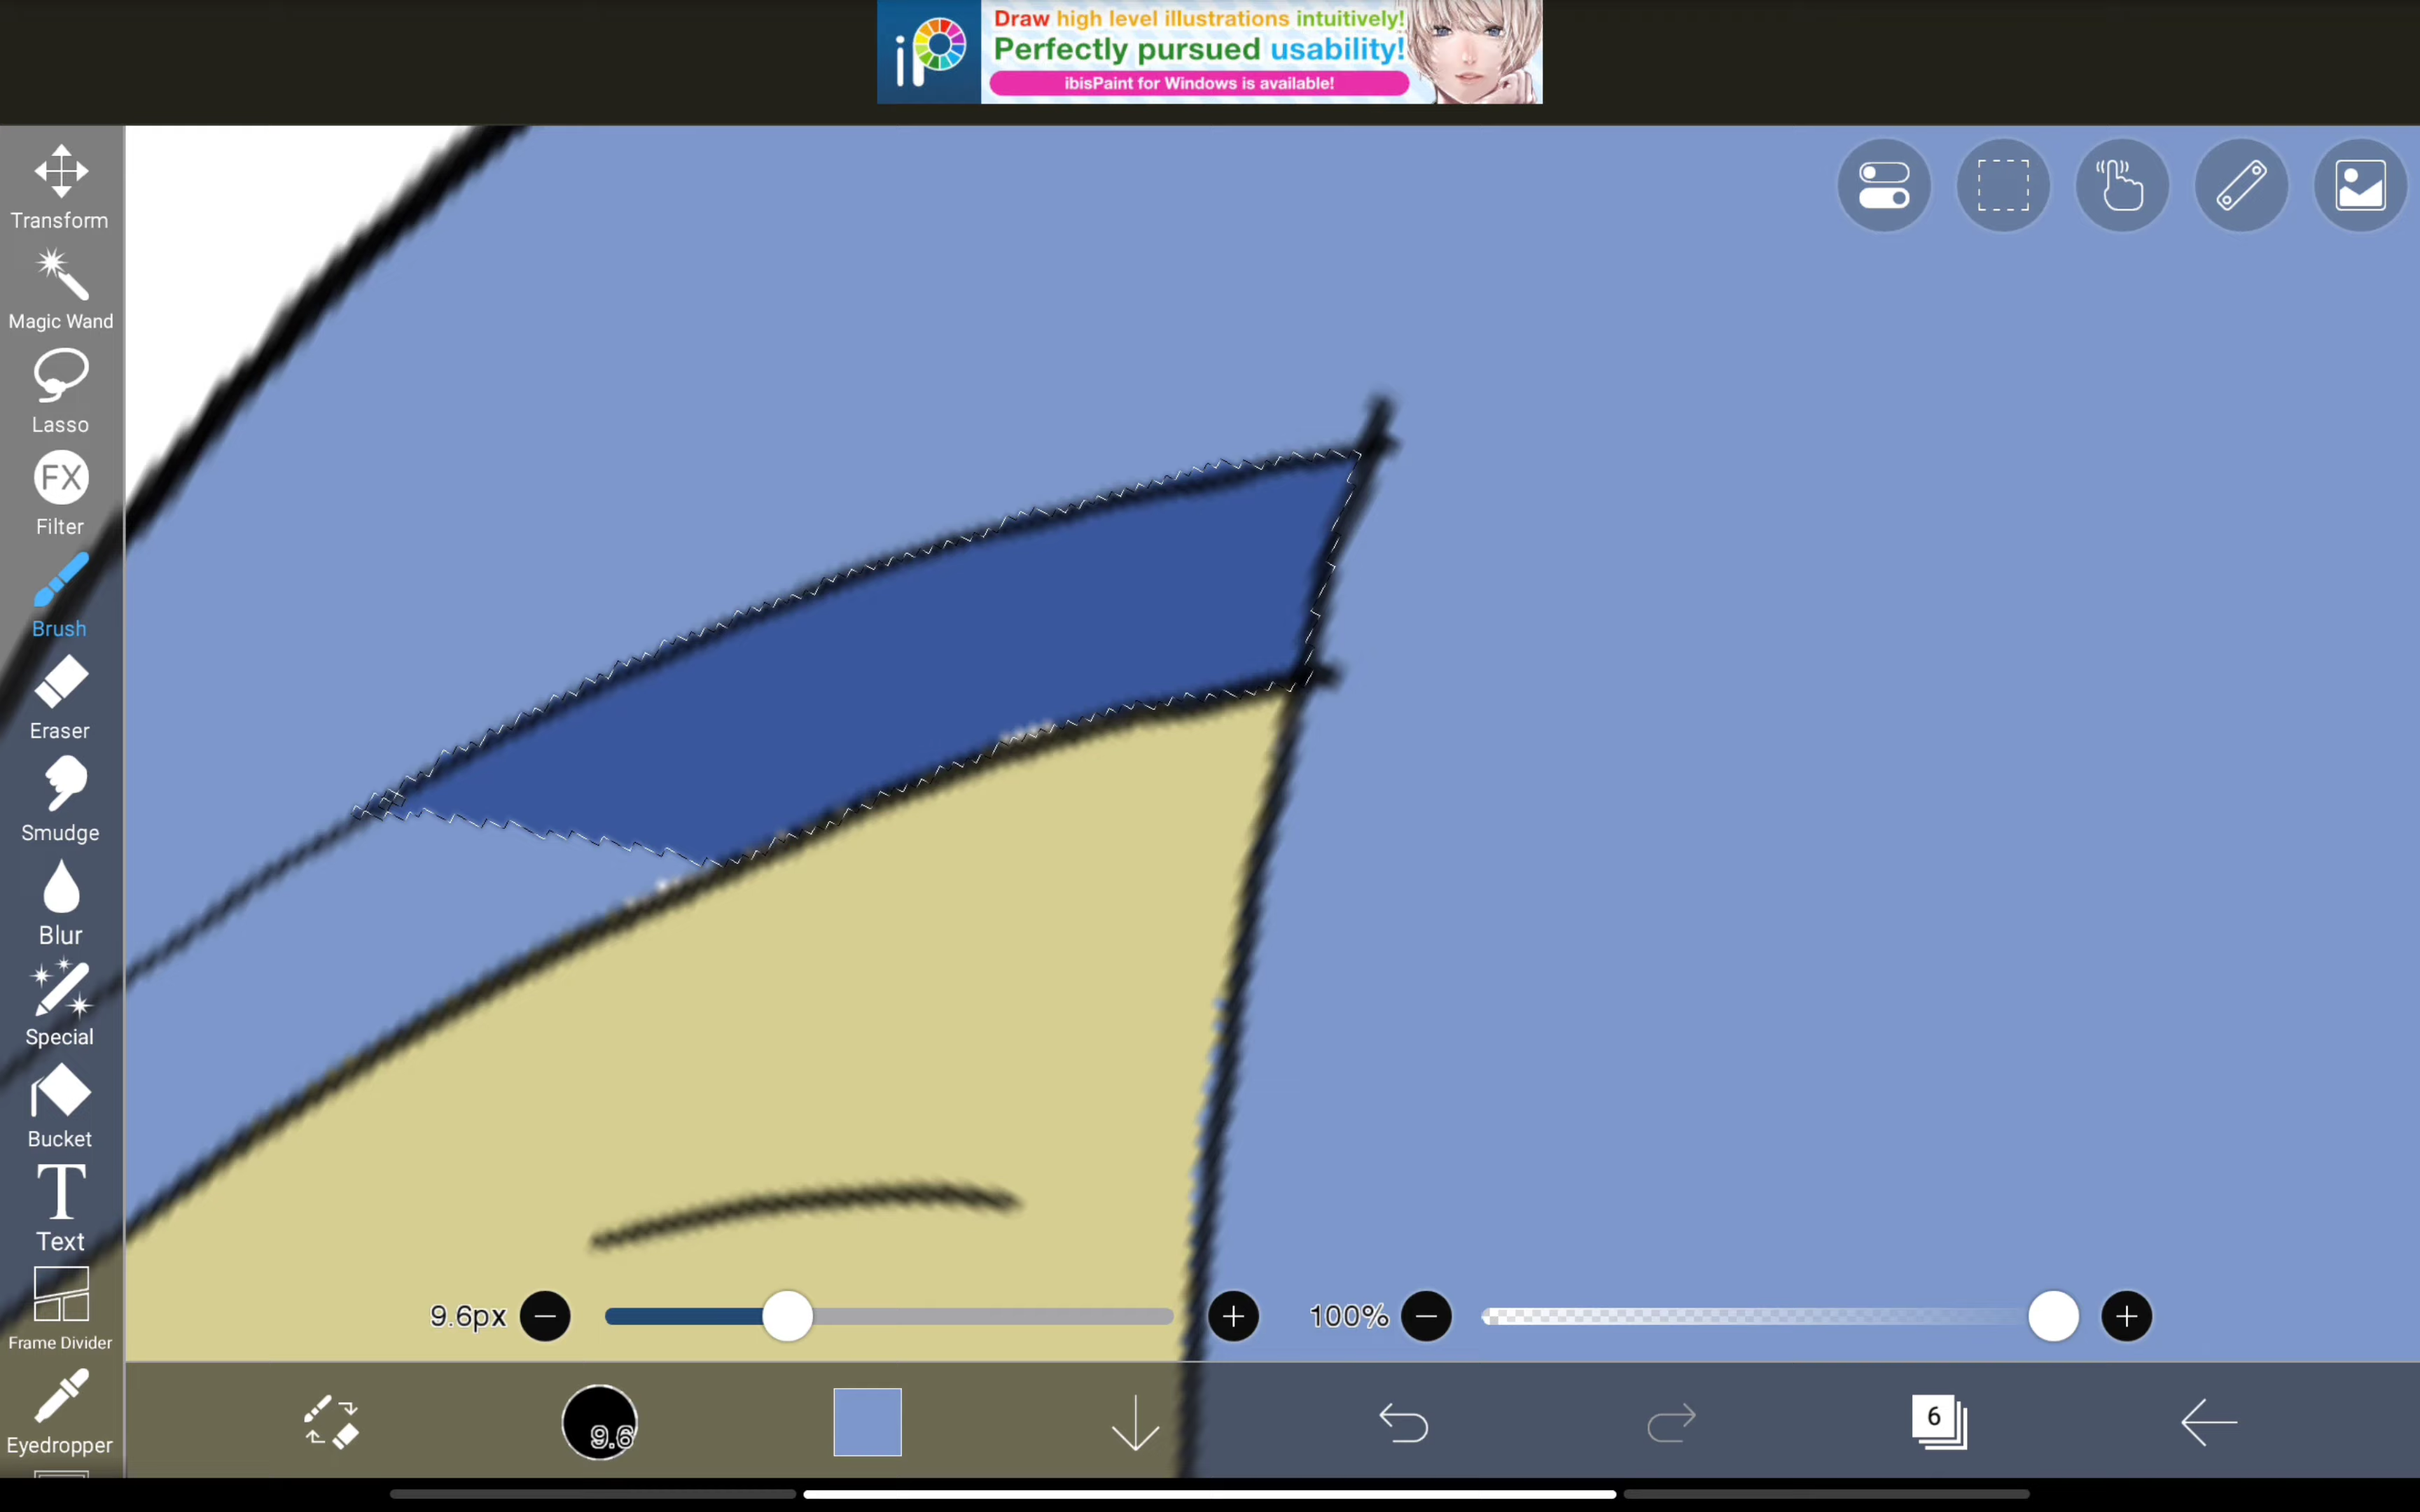 iP
Draw high level illustrations intuitively!
Perfectly pursued usability!
ibisPaint for Windows is available!
Transform
Magic Wand
Lasso
FX
Filter
Brush
Eraser
Smudge
Blur
Special
Bucket
T
Text
Frame Divider
Eyedropper
9.6px
100%
9.6
6